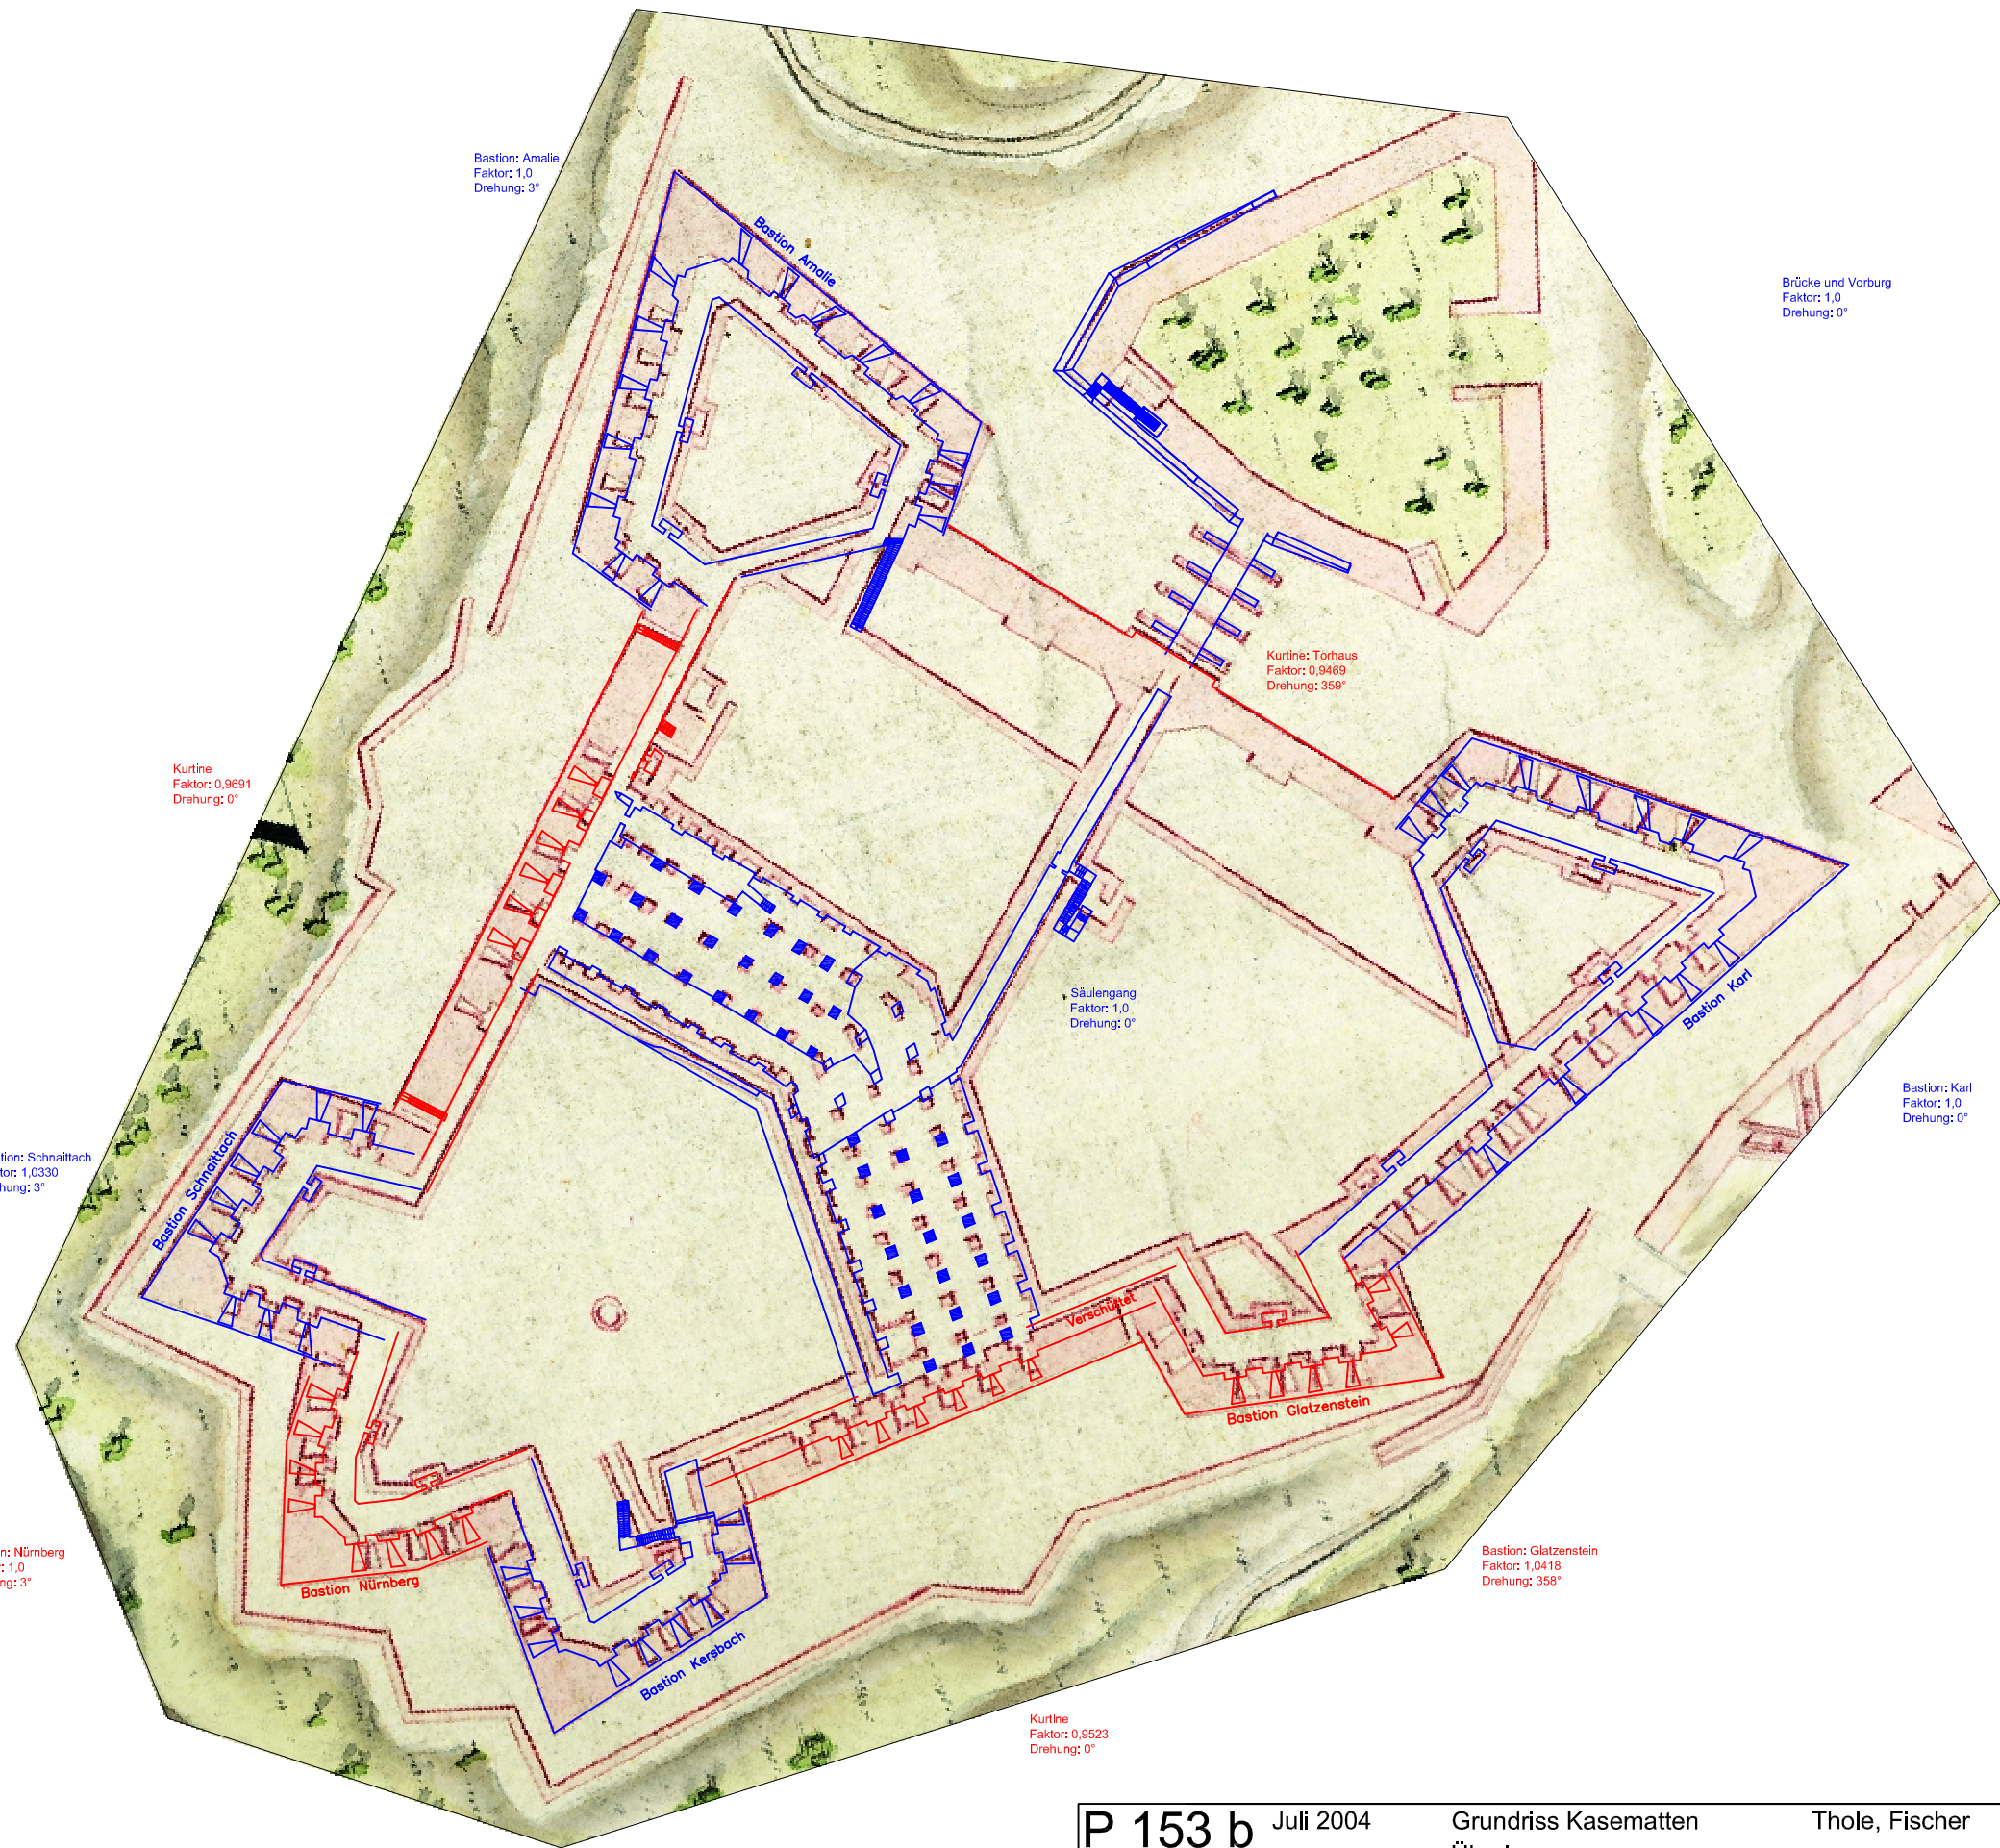 Bastion: Amalie
Faktor: 1,0
Drehung: 3°
Bastion Amalie
Brücke und Vorburg
Faktor: 1,0
Drehung: 0°
Kurtine: Torhaus
Faktor: 0,9469
Drehung: 359°
Kurtine
Faktor: 0,9691
Drehung: 0°
Säulengang
Faktor: 1,0
Drehung: 0°
Bastion Karl
Bastion: Karl
Faktor: 1,0
Drehung: 0°
tion: Schnaittach
tor: 1,0330
hung: 3°
Bastion Schnaittach
Verschüttet
Bastion Glatzenstein
n: Nürnberg
: 1,0
ng: 3°
Bastion Nürnberg
Bastion: Glatzenstein
Faktor: 1,0418
Drehung: 358°
Bastion Kersbach
Kurtine
Faktor: 0,9523
Drehung: 0°
P 153 b Juli 2004 Grundriss Kasematten Thole, Fischer